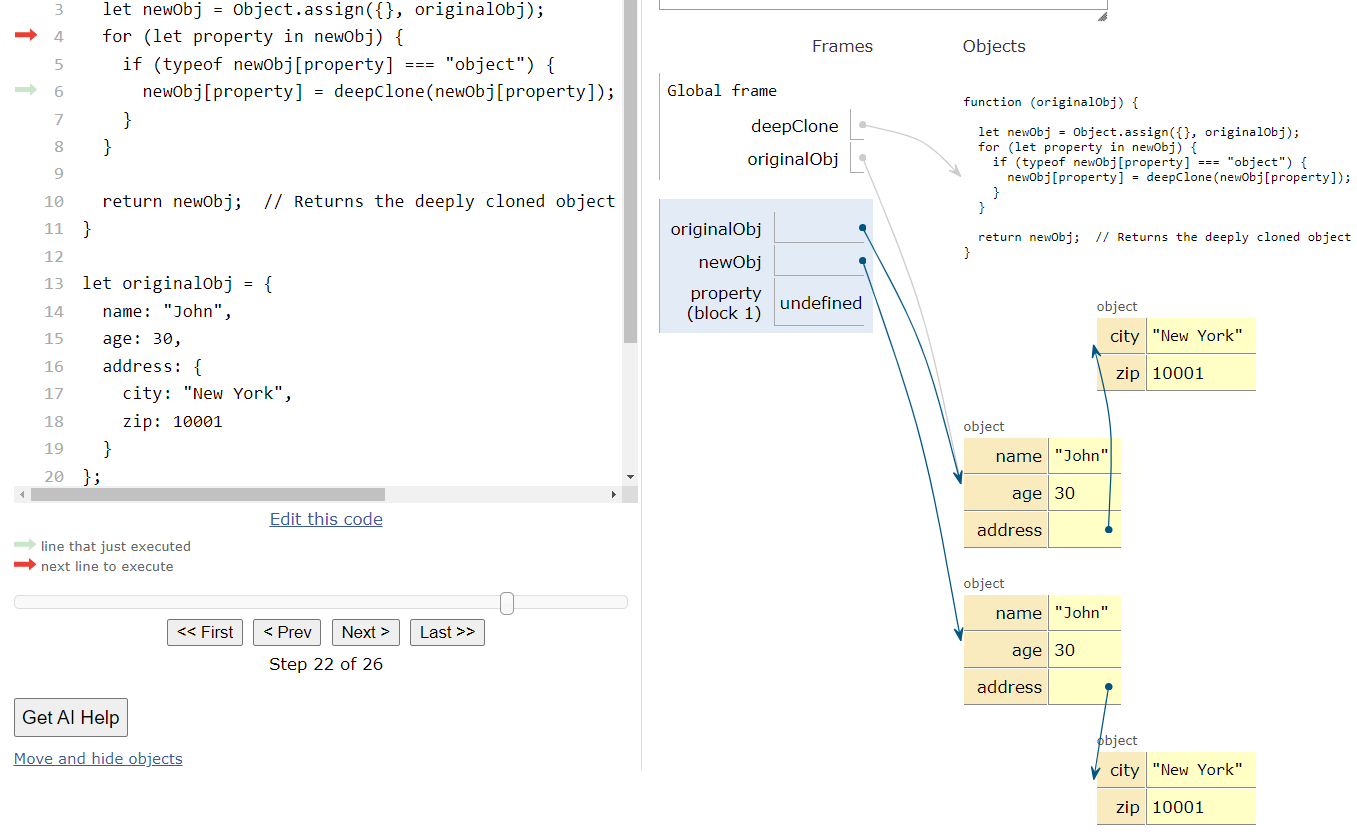 3 let newObj = Object.assign({}, originalObj);
4 for (let property in newObj) {
5 if (typeof newObj[property] === "object") {
6 newObj[property] = deepClone(newObj[property]);
7 }
8 }
9
10 return newObj;  // Returns the deeply cloned object
11 }
12
13 let originalObj = {
14 name: "John",
15 age: 30,
16 address: {
17 city: "New York",
18 zip: 10001
19 }
20 };
Edit this code
line that just executed
next line to execute
<< First < Prev Next > Last >>
Step 22 of 26
Get AI Help
Move and hide objects
Frames Objects
Global frame
deepClone
originalObj
originalObj
newObj
property
(block 1) undefined
function (originalObj) {
let newObj = Object.assign({}, originalObj);
for (let property in newObj) {
if (typeof newObj[property] === "object") {
newObj[property] = deepClone(newObj[property]);
}
}
return newObj;  // Returns the deeply cloned object
}
object
city "New York"
zip 10001
object
name "John"
age 30
address
object
name "John"
age 30
address
object
city "New York"
zip 10001